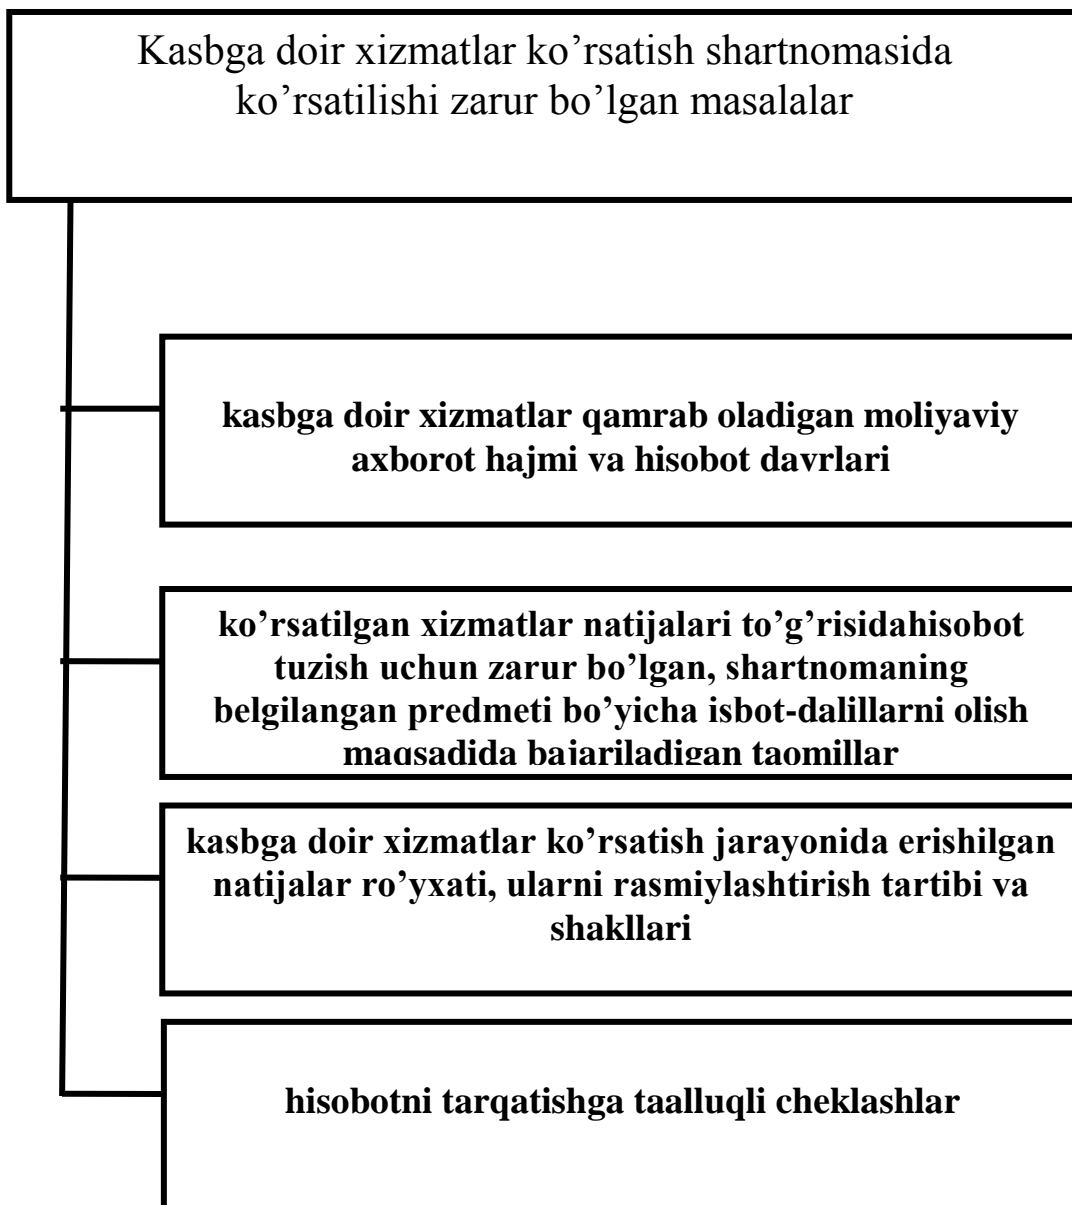 Kasbga doir xizmatlar ko’rsatish shartnomasida
ko’rsatilishi zarur bo’lgan masalalar
kasbga doir xizmatlar qamrab oladigan moliyaviy
axborot hajmi va hisobot davrlari
ko’rsatilgan xizmatlar natijalari to’g’risidahisobot
tuzish uchun zarur bo’lgan, shartnomaning
belgilangan predmeti bo’yicha isbot-dalillarni olish
maqsadida bajariladigan taomillar
kasbga doir xizmatlar ko’rsatish jarayonida erishilgan
natijalar ro’yxati, ularni rasmiylashtirish tartibi va
shakllari
hisobotni tarqatishga taalluqli cheklashlar